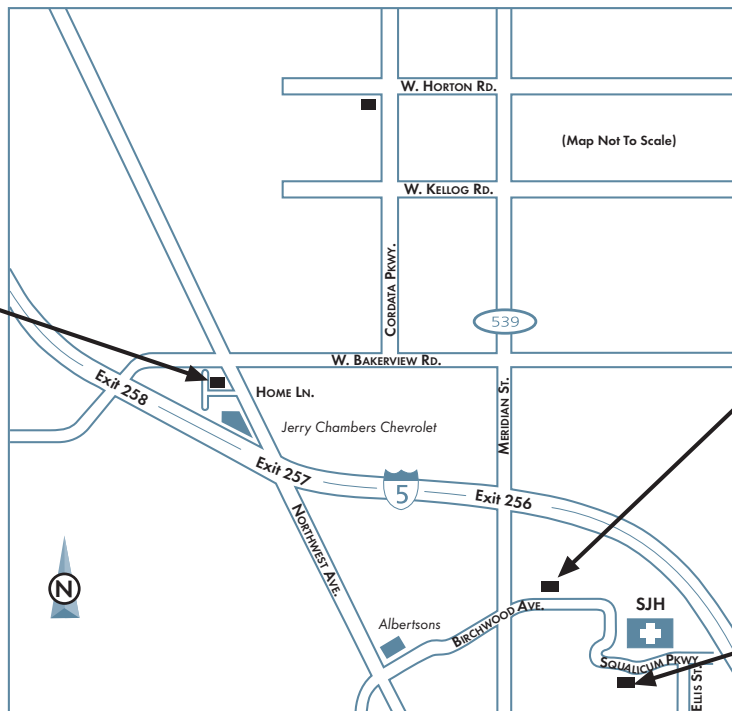 W. HORTON RD.
(Map Not To Scale)
W. KELLOG RD.
CORDATA PKWY.
539
W. BAKERVIEW RD.
Exit 258
HOME LN.
MERIDIAN ST.
Jerry Chambers Chevrolet
Exit 257
5
Exit 256
NORTHWEST AVE.
N
SJH
Albertsons
BIRCHWOOD AVE.
SQUALICUM PKWY.
ELLIS ST.